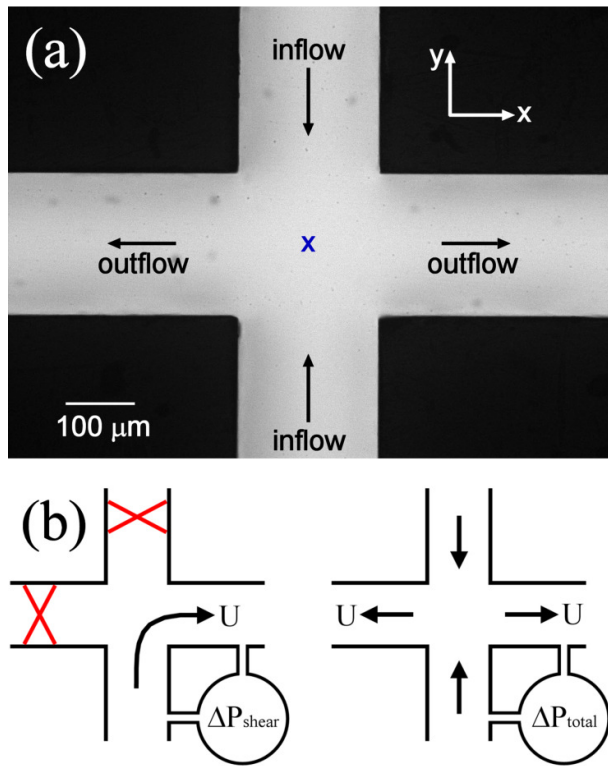 (a)
inflow
y
x
x
outflow
outflow
100 μm
inflow
(b)
U
ΔPshear
U
U
ΔPtotal